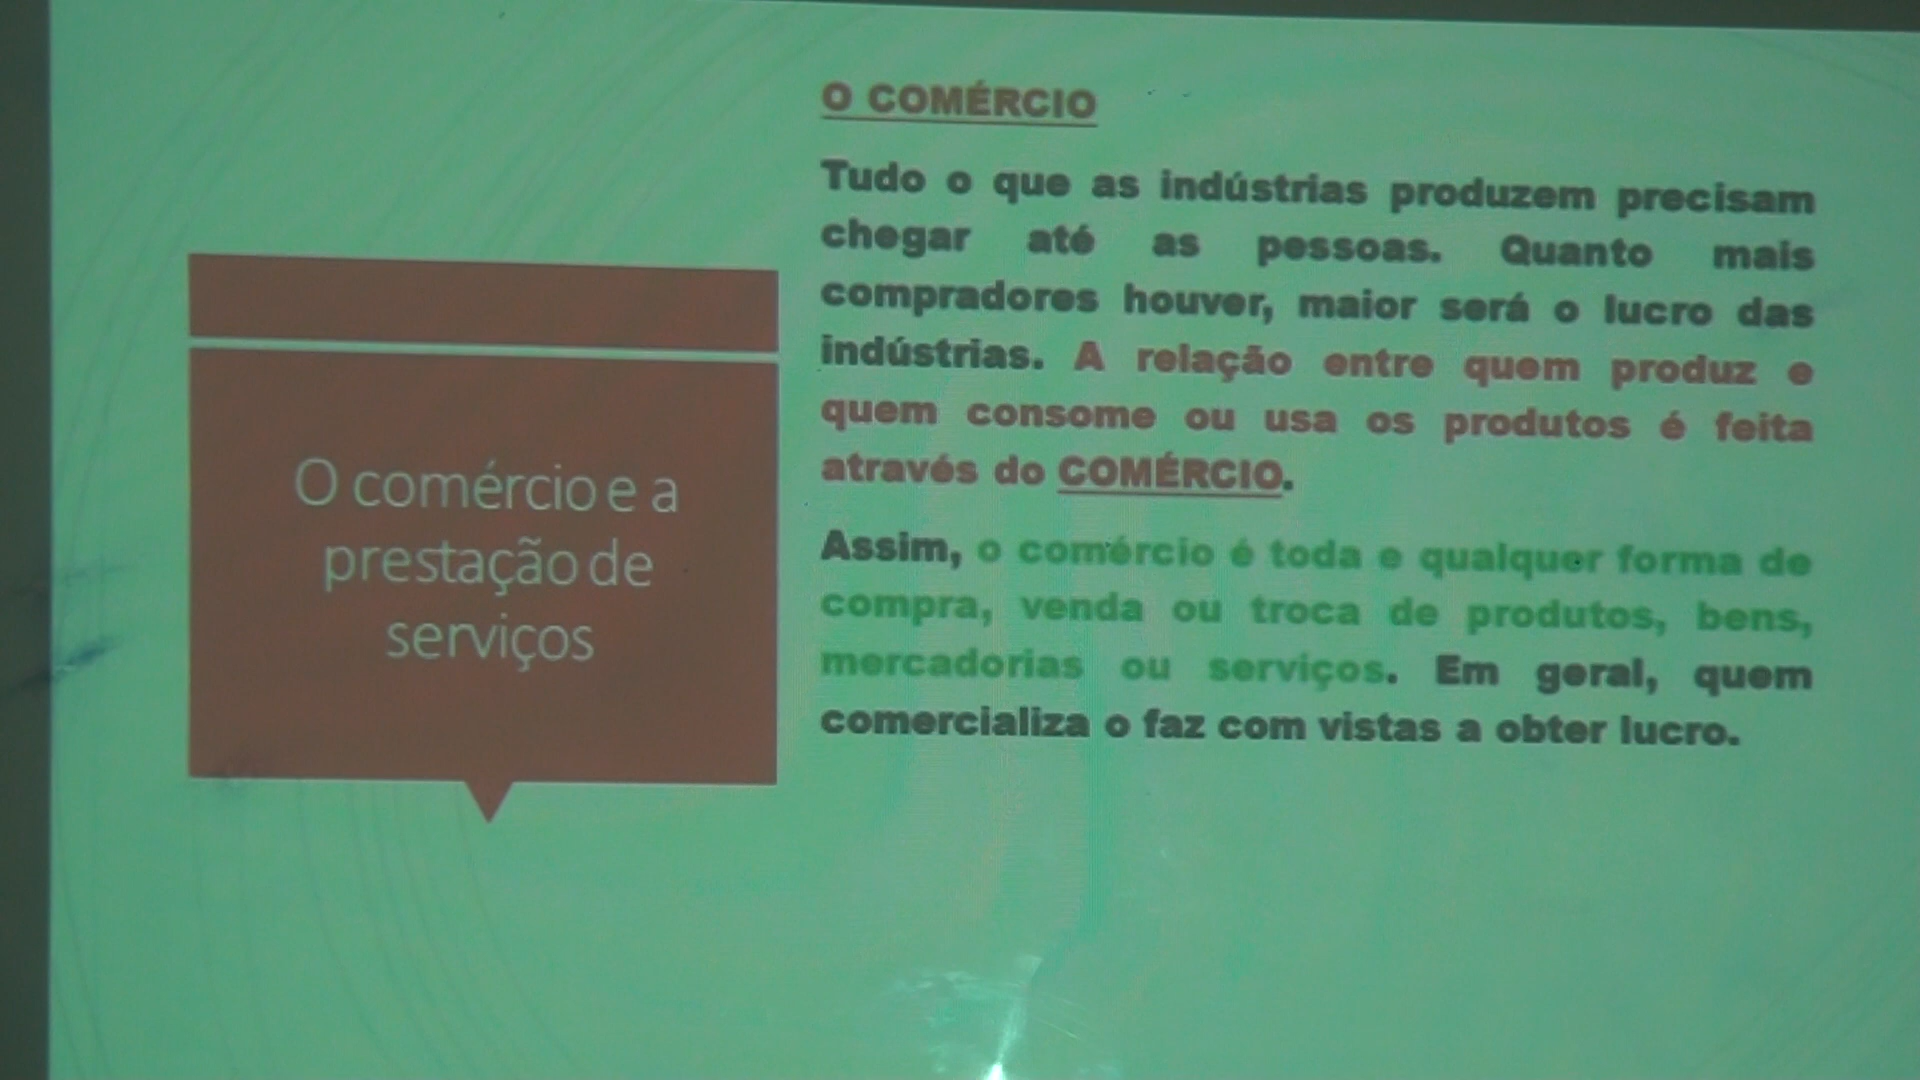 O comércio e a
prestação de
serviços
O COMÉRCIO
Tudo o que as indústrias produzem precisam
chegar até as pessoas. Quanto mais
compradores houver, maior será o lucro das
indústrias. A relação entre quem produz e
quem consome ou usa os produtos é feita
através do COMÉRCIO.
Assim, o comércio é toda e qualquer forma de
compra, venda ou troca de produtos, bens,
mercadorias ou serviços. Em geral, quem
comercializa o faz com vistas a obter lucro.